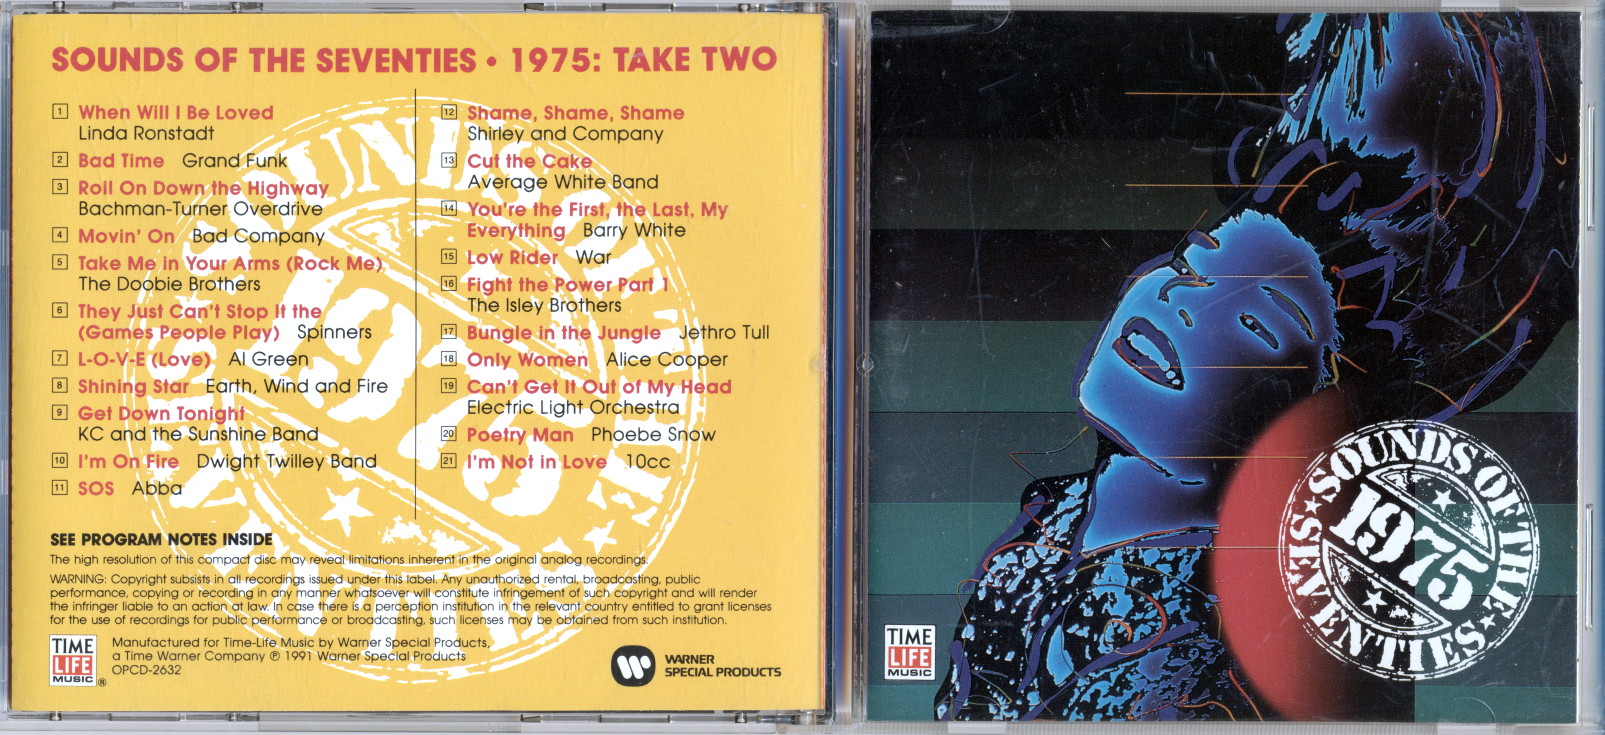 SOUNDS OF THE SEVENTIES • 1975: TAKE TWO
1 When Will I Be Loved
Linda Ronstadt
2 Bad Time Grand Funk
3 Roll On Down the Highway
Bachman-Turner Overdrive
4 Movin' On Bad Company
5 Take Me in Your Arms (Rock Me)
The Doobie Brothers
6 They Just Can't Stop It the
(Games People Play) Spinners
7 L-O-V-E (Love) Al Green
8 Shining Star Earth, Wind and Fire
9 Get Down Tonight
KC and the Sunshine Band
10 I'm On Fire Dwight Twilley Band
11 SOS Abba
12 Shame, Shame, Shame
Shirley and Company
13 Cut the Cake
Average White Band
14 You're the First, the Last, My
Everything Barry White
15 Low Rider War
16 Fight the Power Part 1
The Isley Brothers
17 Bungle in the Jungle Jethro Tull
18 Only Women Alice Cooper
19 Can't Get It Out of My Head
Electric Light Orchestra
20 Poetry Man Phoebe Snow
21 I'm Not in Love 10cc
SOUNDS OF THE
1975
SEVENTIES
SEE PROGRAM NOTES INSIDE
The high resolution of this compact disc may reveal limitations inherent in the original analog recordings.
WARNING: Copyright subsists in all recordings issued under this label. Any unauthorized rental, broadcasting, public
performance, copying or recording in any manner whatsoever will constitute infringement of such copyright and will render
the infringer liable to an action at law. In case there is a perception institution in the relevant country entitled to grant licenses
for the use of recordings for public performance or broadcasting, such licenses may be obtained from such institution.
TIME
LIFE
MUSIC ®
Manufactured for Time-Life Music by Warner Special Products,
a Time Warner Company ℗ 1991 Warner Special Products
OPCD-2632
WARNER
SPECIAL PRODUCTS
TIME
LIFE
MUSIC
SOUNDS OF THE
1975
SEVENTIES